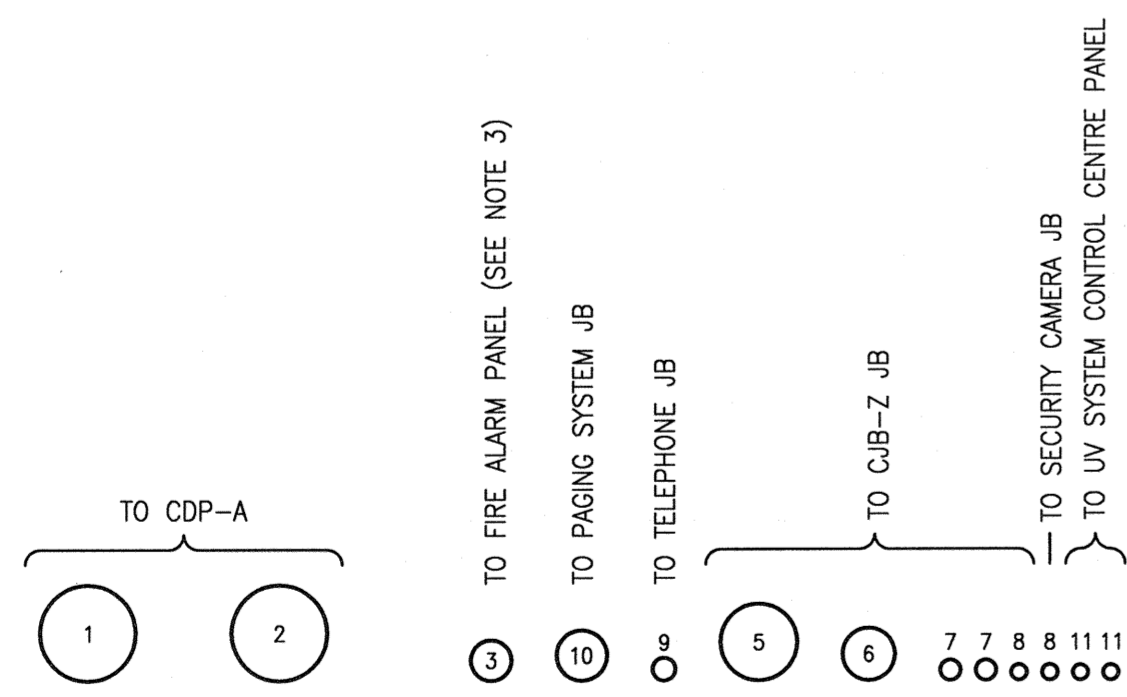 TO CDP-A
TO FIRE ALARM PANEL (SEE NOTE 3)
TO PAGING SYSTEM JB
TO TELEPHONE JB
TO CJB-Z JB
TO SECURITY CAMERA JB
TO UV SYSTEM CONTROL CENTRE PANEL
1 2 3 10 9 5 6 7 7 8 8 11 11